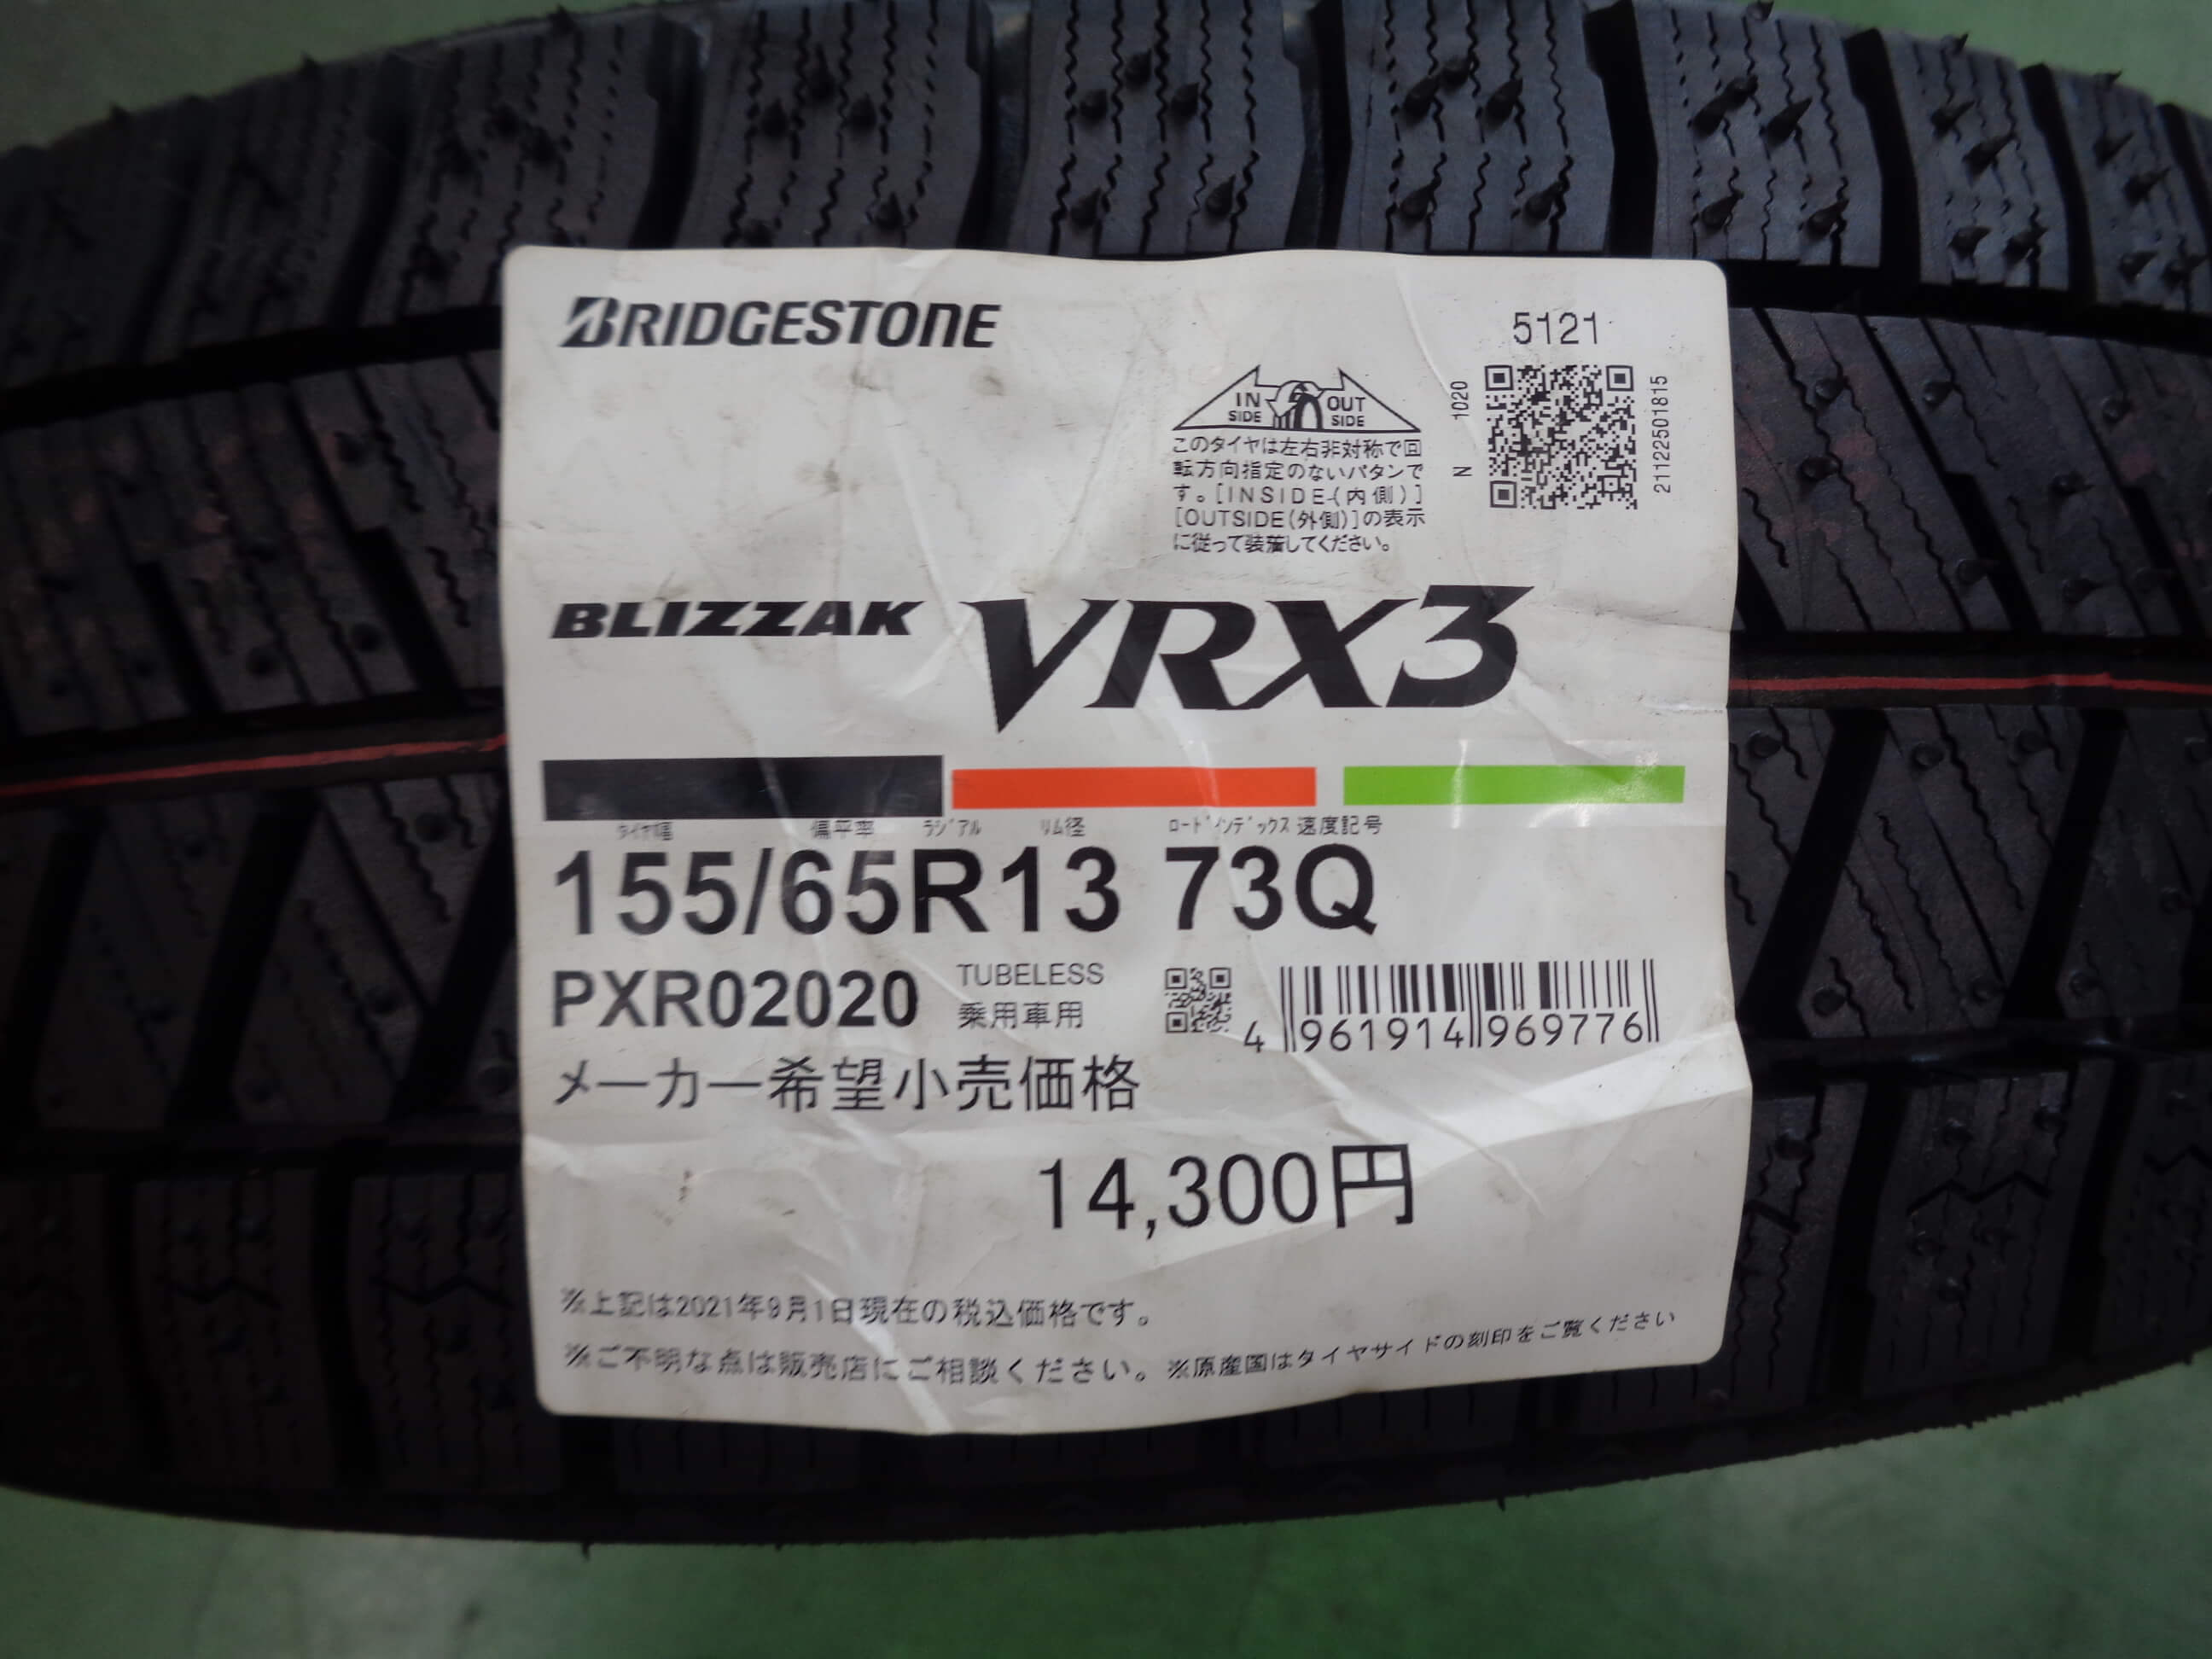 BRIDGESTONE
5121
IN SIDE OUT SIDE
N 1020
21122501815
このタイヤは左右非対称で回
転方向指定のないパタンで
す。[INSIDE(内側)]
[OUTSIDE(外側)]の表示
に従って装着してください。
BLIZZAK VRX3
タイヤ幅 偏平率 ラジアル リム径 ロードインデックス 速度記号
155/65R13 73Q
PXR02020 TUBELESS
乗用車用
4 961914 969776
メーカー希望小売価格
14,300円
※上記は2021年9月1日現在の税込価格です。
※ご不明な点は販売店にご相談ください。※原産国はタイヤサイドの刻印をご覧ください